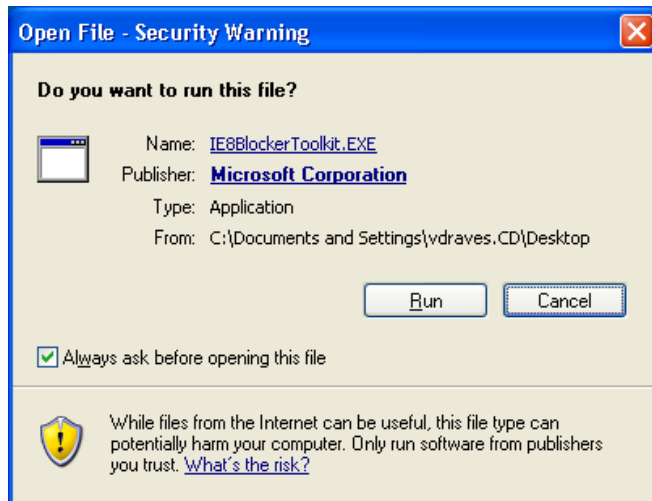 Open File - Security Warning
Do you want to run this file?
Name: IE8BlockerToolkit.EXE
Publisher: Microsoft Corporation
Type: Application
From: C:\Documents and Settings\vdraves.CD\Desktop
Run Cancel
Always ask before opening this file
While files from the Internet can be useful, this file type can
potentially harm your computer. Only run software from publishers
you trust. What's the risk?